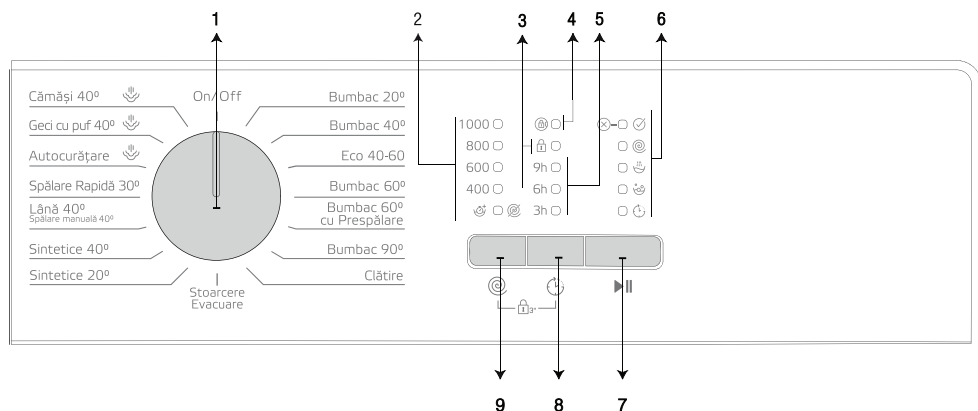 1
2
3
4
5
6
Cămăși 40º
Geci cu puf 40º
Autocurățare
Spălare Rapidă 30º
Lână 40º
Spălare manuală 40º
Sintetice 40º
Sintetice 20º
On/Off
Stoarcere
Evacuare
Bumbac 20º
Bumbac 40º
Eco 40-60
Bumbac 60º
Bumbac 60º
cu Prespălare
Bumbac 90º
Clătire
1000
800
600
400
9h
6h
3h
3"
9
8
7